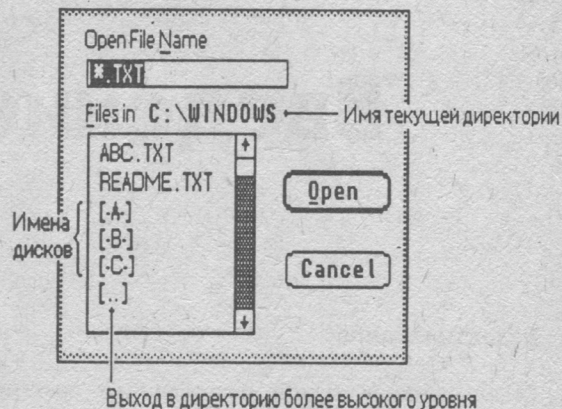 Open File Name
*.TXT
Files in C:\WINDOWS
Имя текущей директории
ABC.TXT
README.TXT
Open
Имена дисков
[-A-]
[-B-]
[-C-]
[..]
Cancel
Выход в директорию более высокого уровня